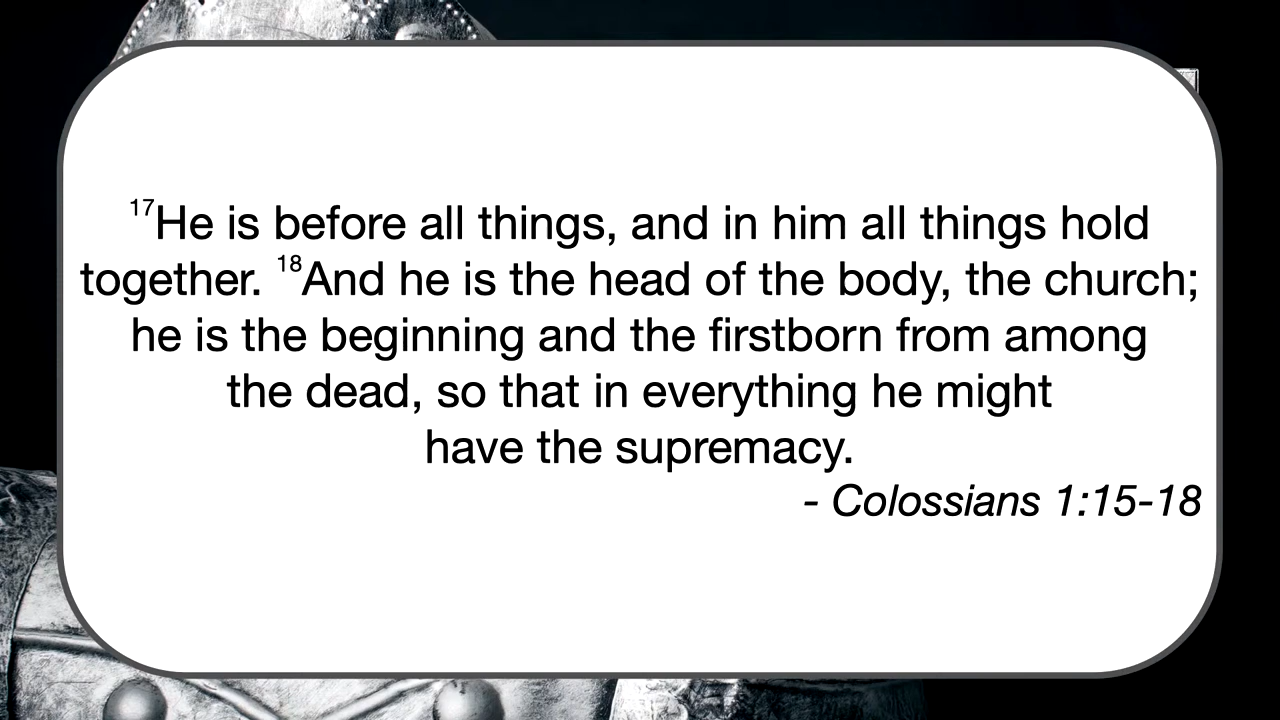 17He is before all things, and in him all things hold
together. 18And he is the head of the body, the church;
he is the beginning and the firstborn from among
the dead, so that in everything he might
have the supremacy.
- Colossians 1:15-18